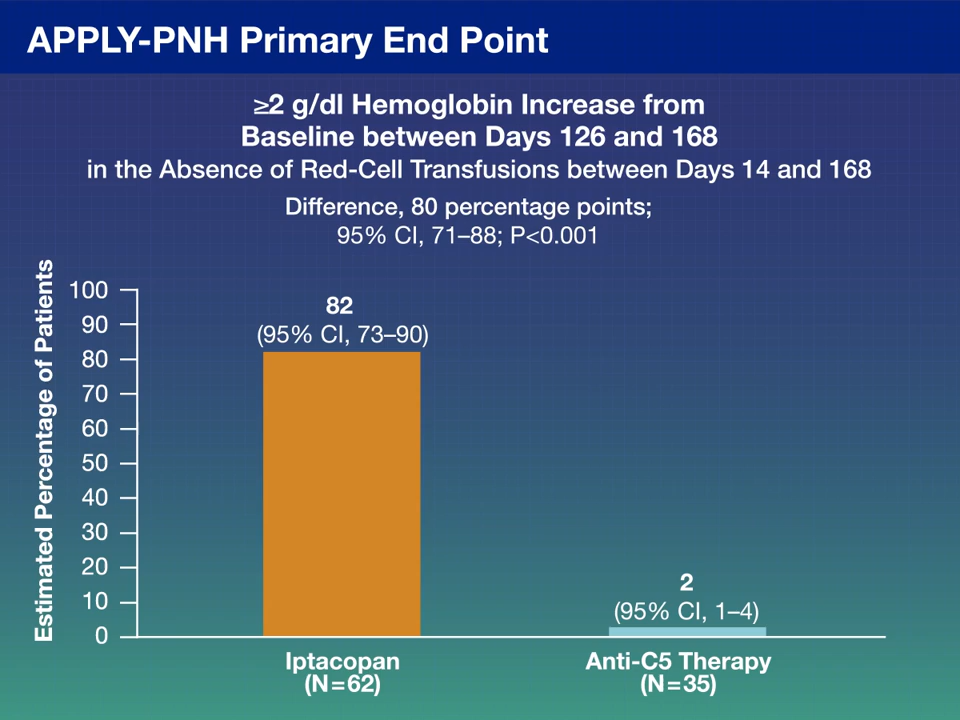 APPLY-PNH Primary End Point
≥2 g/dl Hemoglobin Increase from
Baseline between Days 126 and 168
in the Absence of Red-Cell Transfusions between Days 14 and 168
Difference, 80 percentage points;
95% CI, 71–88; P<0.001
Estimated Percentage of Patients
100
90
80
70
60
50
40
30
20
10
0
82
(95% CI, 73–90)
2
(95% CI, 1–4)
Iptacopan
(N=62)
Anti-C5 Therapy
(N=35)